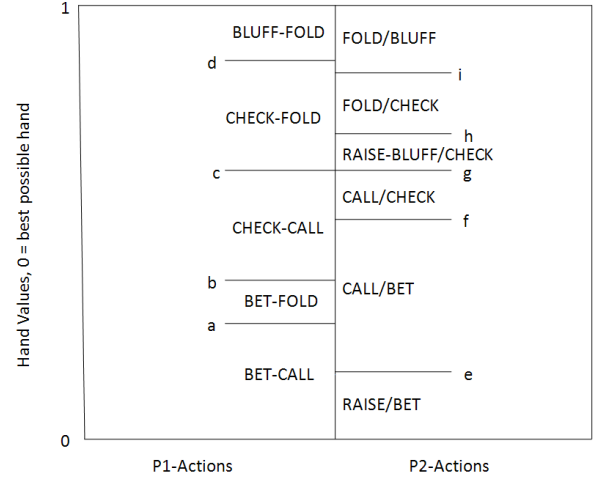 1
BLUFF-FOLD
FOLD/BLUFF
d
i
FOLD/CHECK
CHECK-FOLD
h
RAISE-BLUFF/CHECK
c
g
CALL/CHECK
f
CHECK-CALL
b
CALL/BET
BET-FOLD
a
BET-CALL
e
RAISE/BET
0
Hand Values, 0 = best possible hand
P1-Actions
P2-Actions